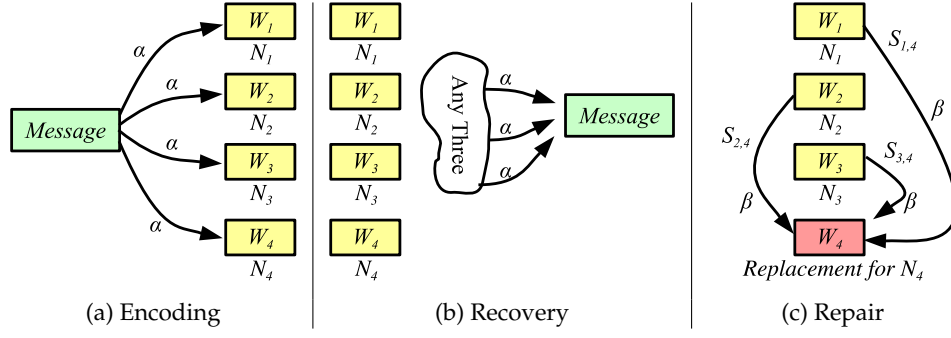 Message
α
α
α
α
W1
N1
W2
N2
W3
N3
W4
N4
(a) Encoding
W1
N1
W2
N2
W3
N3
W4
N4
Any Three
α
α
α
Message
(b) Recovery
W1
N1
W2
N2
W3
N3
W4
S1,4
S2,4
S3,4
β
β
β
Replacement for N4
(c) Repair